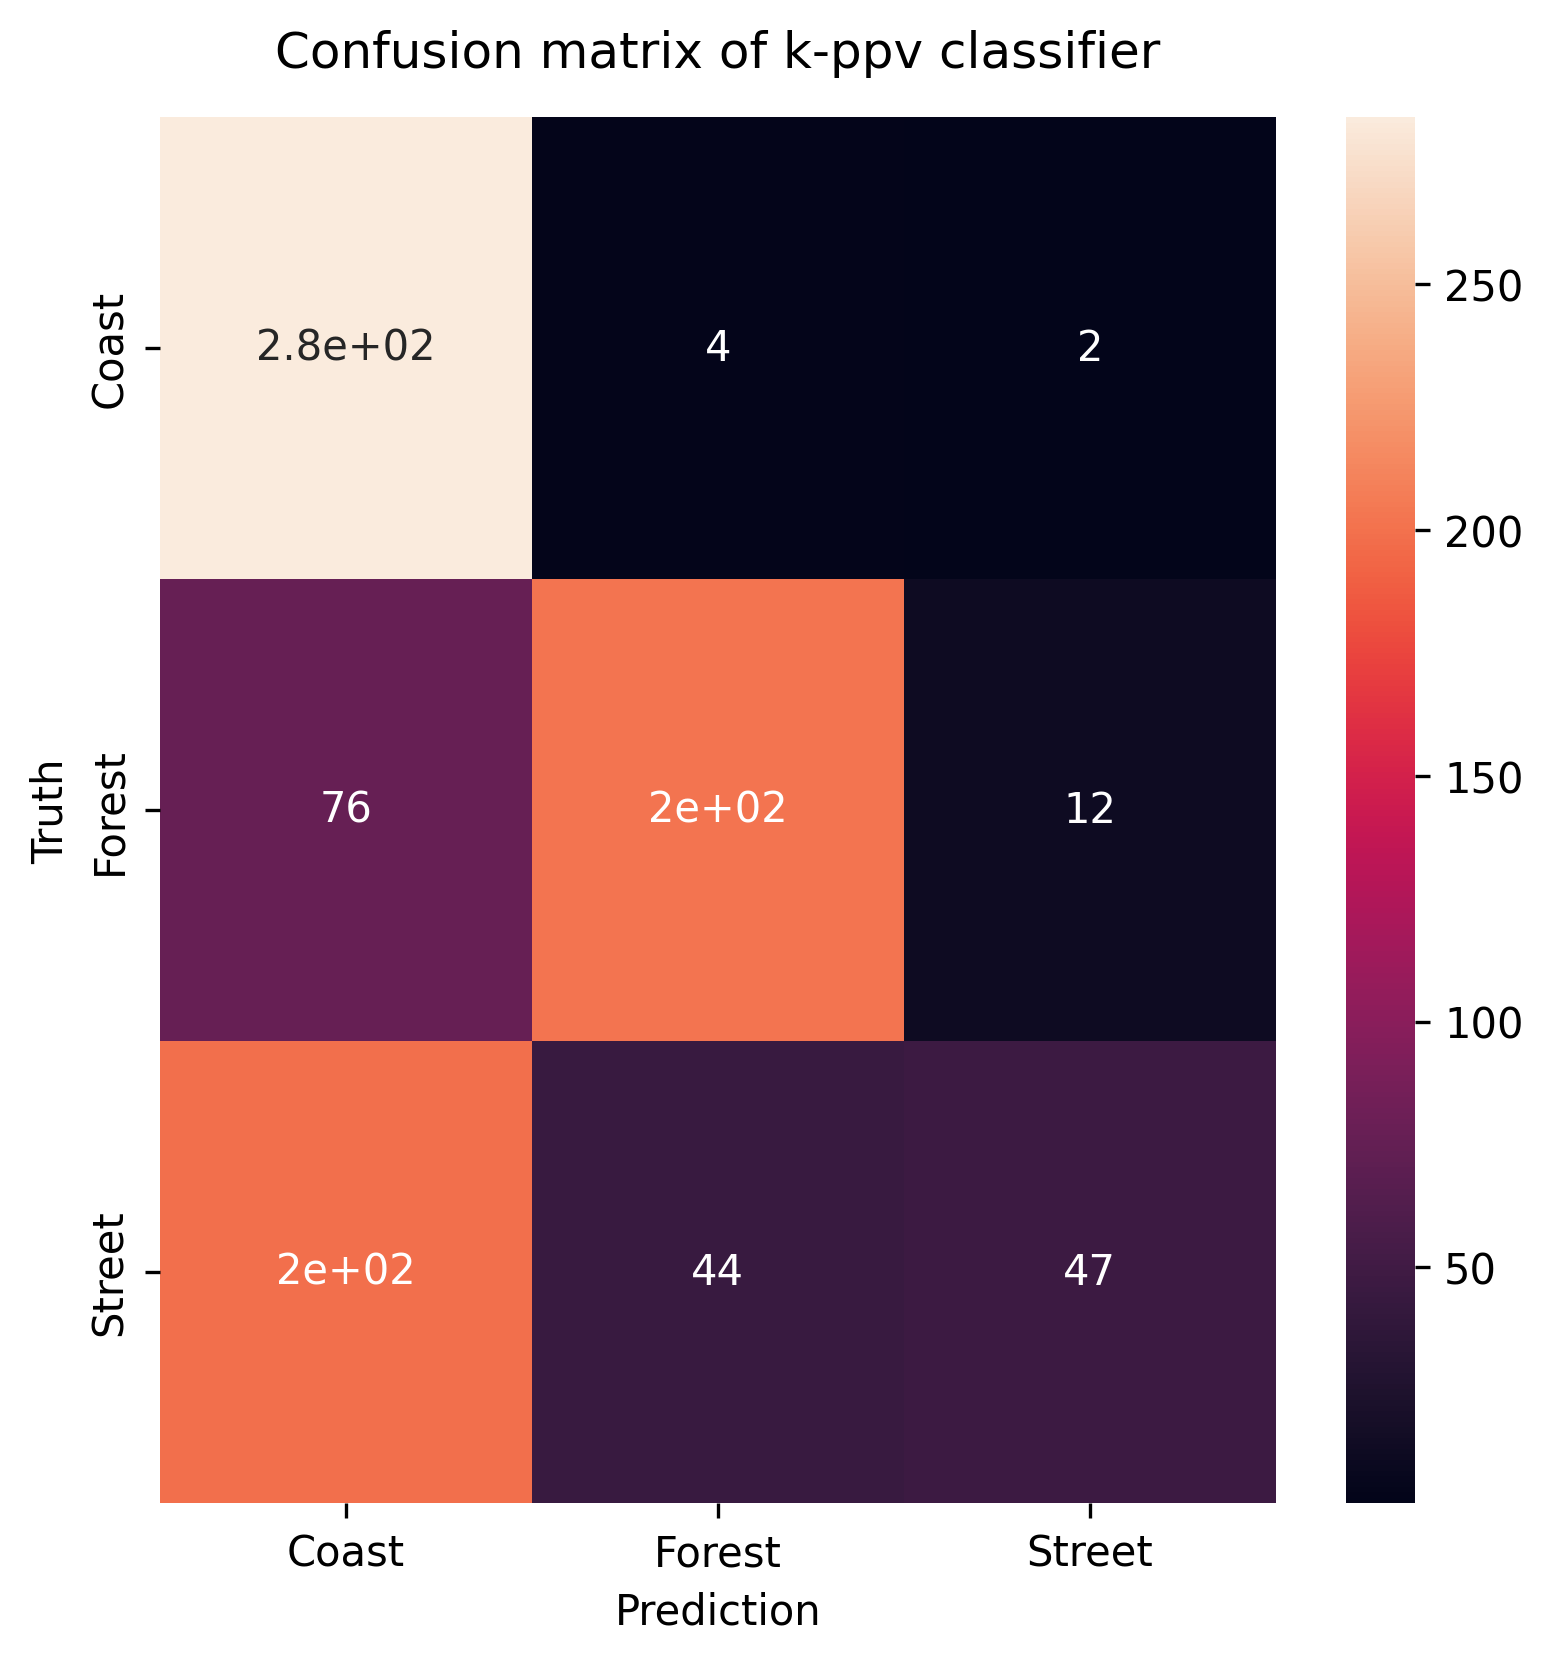 Confusion matrix of k-ppv classifier
Truth
Coast
2.8e+02 4 2
Forest
76 2e+02 12
Street
2e+02 44 47
Coast Forest Street
Prediction
250
200
150
100
50